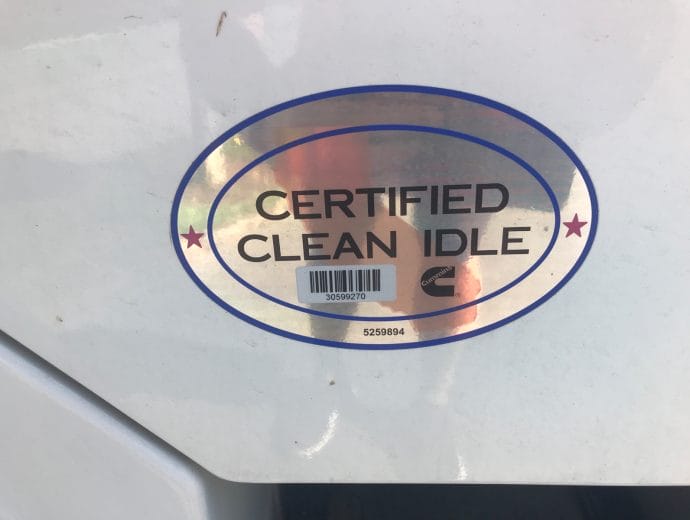 CERTIFIED
CLEAN IDLE
30599270
Cummins
5259894